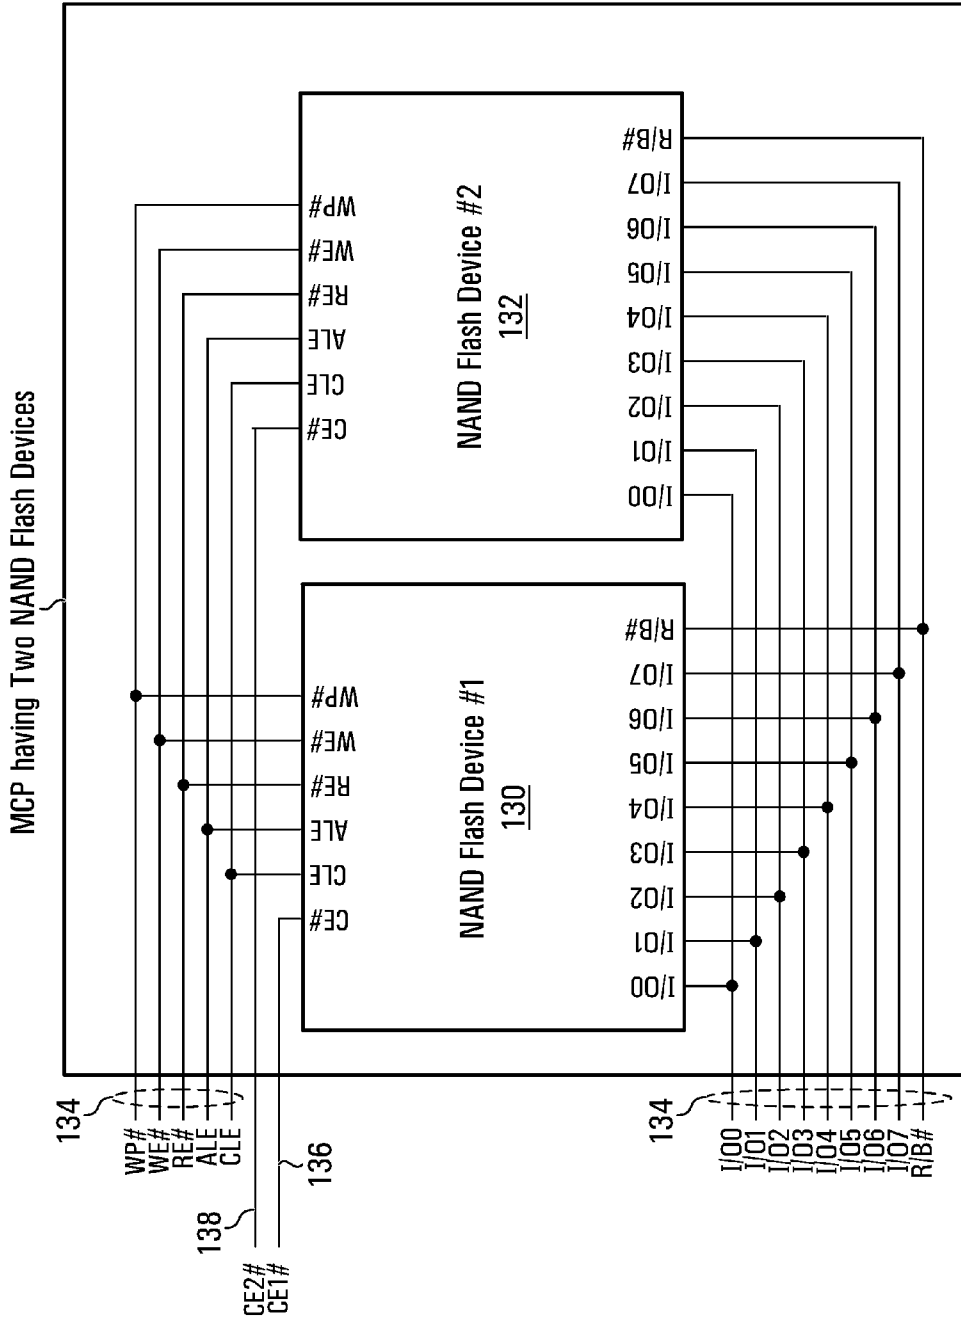 MCP having Two NAND Flash Devices
134
WP#
WE#
RE#
ALE
CLE
138
136
CE2#
CE1#
CE#
CLE
ALE
RE#
WE#
WP#
NAND Flash Device #1
130
I/O0
I/O1
I/O2
I/O3
I/O4
I/O5
I/O6
I/O7
R/B#
CE#
CLE
ALE
RE#
WE#
WP#
NAND Flash Device #2
132
I/O0
I/O1
I/O2
I/O3
I/O4
I/O5
I/O6
I/O7
R/B#
134
I/O0
I/O1
I/O2
I/O3
I/O4
I/O5
I/O6
I/O7
R/B#